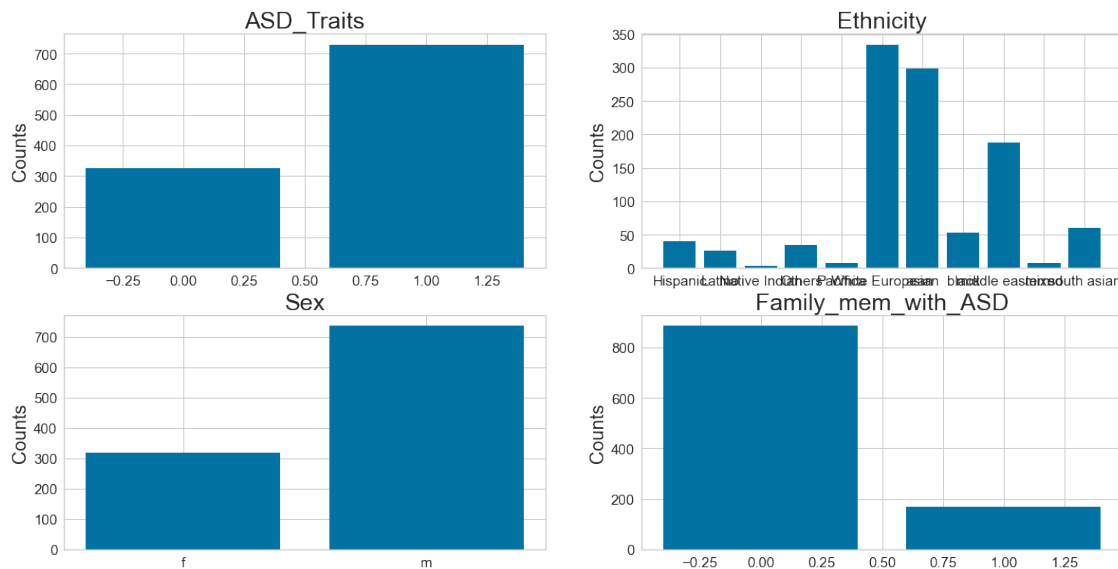 ASD_Traits
Counts
700
600
500
400
300
200
100
0
−0.25 0.00 0.25 0.50 0.75 1.00 1.25
Ethnicity
Counts
350
300
250
200
150
100
50
0
Hispanic Latino Native Indian Others Pacifica White European asian black middle eastern mixed south asian
Sex
Counts
700
600
500
400
300
200
100
0
f m
Family_mem_with_ASD
Counts
800
600
400
200
0
−0.25 0.00 0.25 0.50 0.75 1.00 1.25